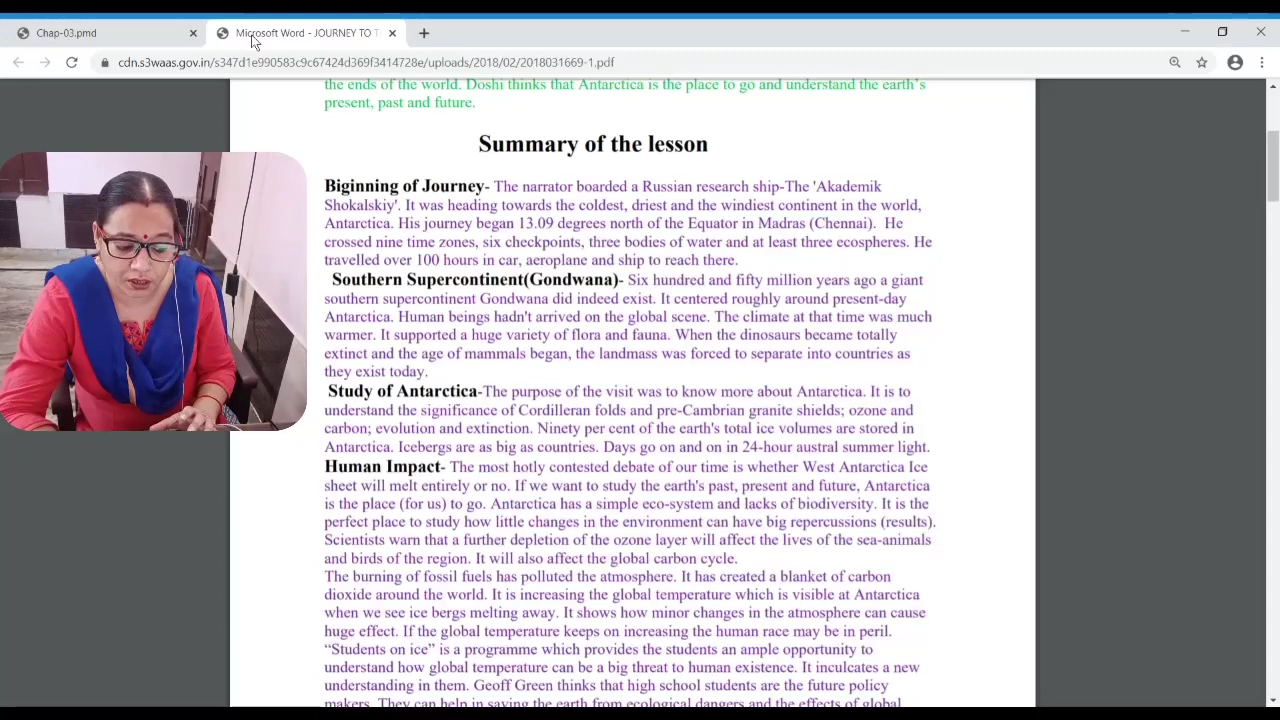 Chap-03.pmd
Microsoft Word - JOURNEY TO T
cdn.s3waas.gov.in/s347d1e990583c9c67424d369f3414728e/uploads/2018/02/2018031669-1.pdf
the ends of the world. Doshi thinks that Antarctica is the place to go and understand the earth's
present, past and future.
Summary of the lesson
Biginning of Journey- The narrator boarded a Russian research ship-The 'Akademik
Shokalskiy'. It was heading towards the coldest, driest and the windiest continent in the world,
Antarctica. His journey began 13.09 degrees north of the Equator in Madras (Chennai). He
crossed nine time zones, six checkpoints, three bodies of water and at least three ecospheres. He
travelled over 100 hours in car, aeroplane and ship to reach there.
Southern Supercontinent(Gondwana)- Six hundred and fifty million years ago a giant
southern supercontinent Gondwana did indeed exist. It centered roughly around present-day
Antarctica. Human beings hadn't arrived on the global scene. The climate at that time was much
warmer. It supported a huge variety of flora and fauna. When the dinosaurs became totally
extinct and the age of mammals began, the landmass was forced to separate into countries as
they exist today.
Study of Antarctica-The purpose of the visit was to know more about Antarctica. It is to
understand the significance of Cordilleran folds and pre-Cambrian granite shields; ozone and
carbon; evolution and extinction. Ninety per cent of the earth's total ice volumes are stored in
Antarctica. Icebergs are as big as countries. Days go on and on in 24-hour austral summer light.
Human Impact- The most hotly contested debate of our time is whether West Antarctica Ice
sheet will melt entirely or no. If we want to study the earth's past, present and future, Antarctica
is the place (for us) to go. Antarctica has a simple eco-system and lacks of biodiversity. It is the
perfect place to study how little changes in the environment can have big repercussions (results).
Scientists warn that a further depletion of the ozone layer will affect the lives of the sea-animals
and birds of the region. It will also affect the global carbon cycle.
The burning of fossil fuels has polluted the atmosphere. It has created a blanket of carbon
dioxide around the world. It is increasing the global temperature which is visible at Antarctica
when we see ice bergs melting away. It shows how minor changes in the atmosphere can cause
huge effect. If the global temperature keeps on increasing the human race may be in peril.
“Students on ice” is a programme which provides the students an ample opportunity to
understand how global temperature can be a big threat to human existence. It inculcates a new
understanding in them. Geoff Green thinks that high school students are the future policy
makers. They can help in saving the earth from ecological dangers and the effects of global